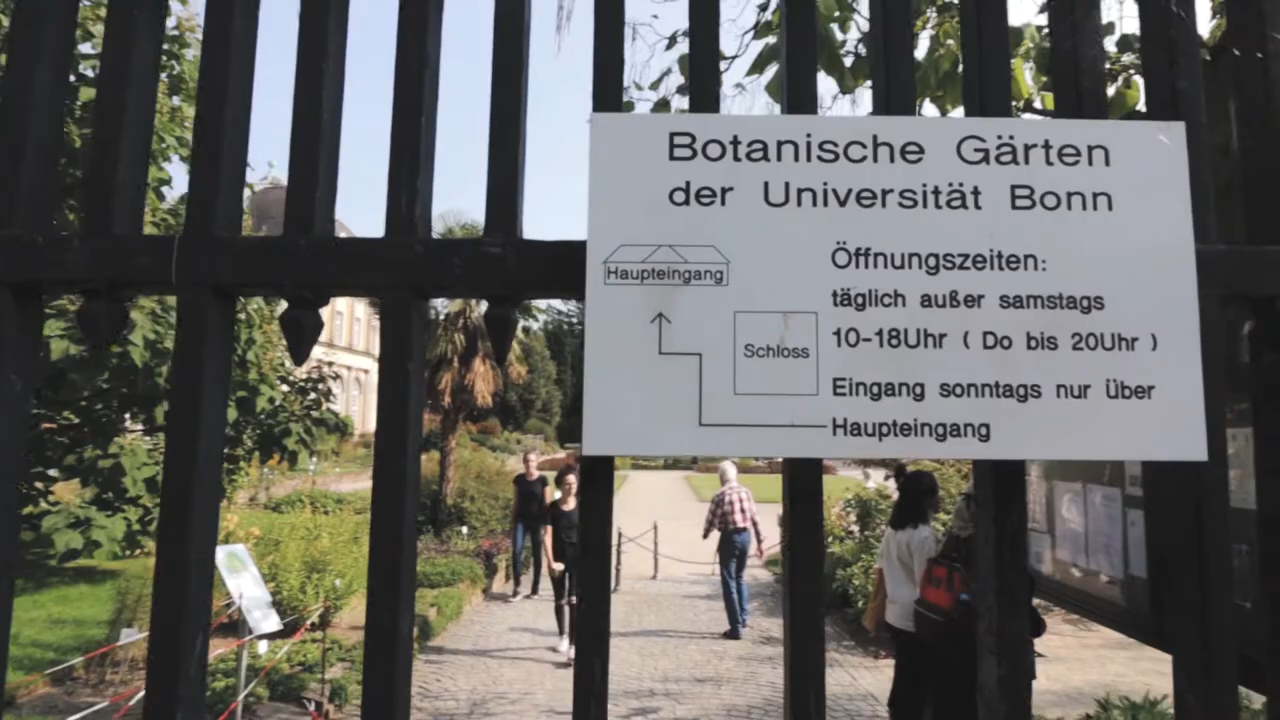 Botanische Gärten
der Universität Bonn
Haupteingang
Schloss
Öffnungszeiten:
täglich außer samstags
10-18Uhr ( Do bis 20Uhr )
Eingang sonntags nur über
Haupteingang